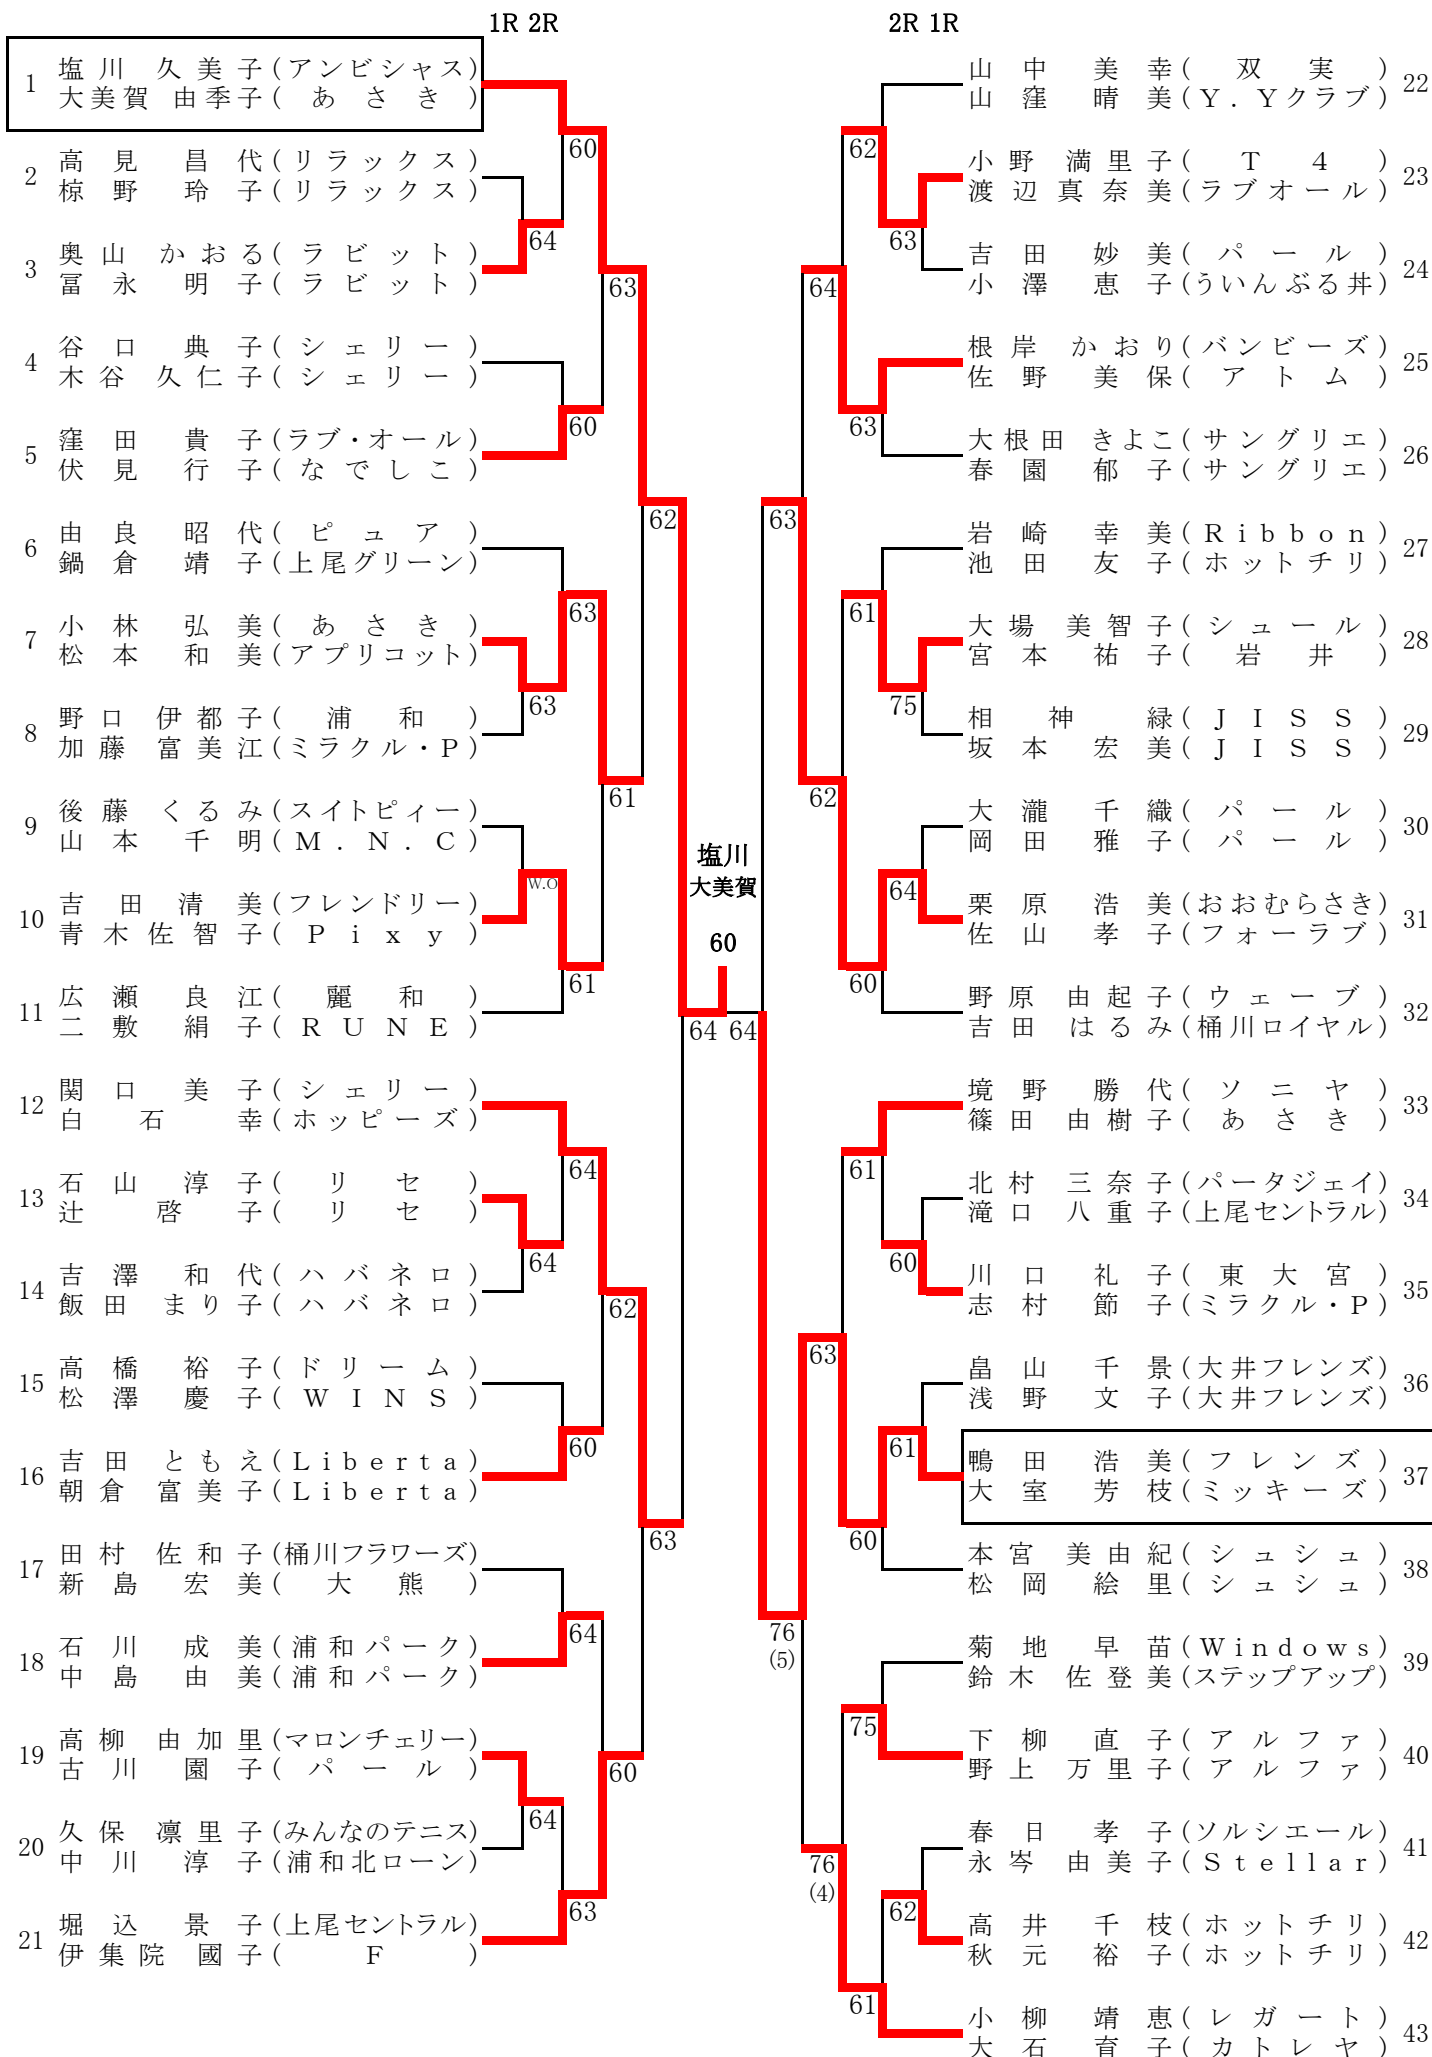 1R 2R
1 塩川 久美子(アンビシャス)
大美賀 由季子(あさき)
60
2 高見 昌代(リラックス)
椋野 玲子(リラックス)
64
3 奥山 かおる(ラビット)
冨永 明子(ラビット)
63
4 谷口 典子(シェリー)
木谷 久仁子(シェリー)
60
5 窪田 貴子(ラブ・オール)
伏見 行子(なでしこ)
62
6 由良 昭代(ピュア)
鍋倉 靖子(上尾グリーン)
63
7 小林 弘美(あさき)
松本 和美(アプリコット)
63
8 野口 伊都子(浦和)
加藤 富美江(ミラクル・P)
61
9 後藤 くるみ(スイトピィー)
山本 千明(M.N.C)
W.O
10 吉田 清美(フレンドリー)
青木 佐智子(Pixy)
61
11 広瀬 良江(麗和)
二敷 絹子(RUNE)
12 関口 美子(シェリー)
白石 幸(ホッピーズ)
64
13 石山 淳子(リセ)
辻 啓子(リセ)
64
14 吉澤 和代(ハバネロ)
飯田 まり子(ハバネロ)
62
15 高橋 裕子(ドリーム)
松澤 慶子(WINS)
60
16 吉田 ともえ(Liberta)
朝倉 富美子(Liberta)
63
17 田村 佐和子(桶川フラワーズ)
新島 宏美(大熊)
64
18 石川 成美(浦和パーク)
中島 由美(浦和パーク)
19 高柳 由加里(マロンチェリー)
古川 園子(パール)
60
64
20 久保 凛里子(みんなのテニス)
中川 淳子(浦和北ローン)
63
21 堀込 景子(上尾セントラル)
伊集院 國子(F)
塩川
大美賀
60
64 64
2R 1R
山中 美幸(双実) 22
山窪 晴美(Y.Yクラブ)
62
小野 満里子(T4) 23
渡辺 真奈美(ラブオール)
63
吉田 妙美(パール) 24
小澤 恵子(ういんぶる丼)
64
根岸 かおり(バンビーズ) 25
佐野 美保(アトム)
63
大根田 きよこ(サングリエ) 26
春園 郁子(サングリエ)
63
岩崎 幸美(Ribbon) 27
池田 友子(ホットチリ)
61
大場 美智子(シュール) 28
宮本 祐子(岩井)
75
相神 緑(JISS) 29
坂本 宏美(JISS)
62
大瀧 千織(パール) 30
岡田 雅子(パール)
64
栗原 浩美(おおむらさき) 31
佐山 孝子(フォーラブ)
60
野原 由起子(ウェーブ) 32
吉田 はるみ(桶川ロイヤル)
境野 勝代(ソニヤ) 33
篠田 由樹子(あさき)
61
北村 三奈子(パータジェイ) 34
滝口 八重子(上尾セントラル)
60
川口 礼子(東大宮) 35
志村 節子(ミラクル・P)
63
畠山 千景(大井フレンズ) 36
浅野 文子(大井フレンズ)
61
鴨田 浩美(フレンズ) 37
大室 芳枝(ミッキーズ)
60
本宮 美由紀(シュシュ) 38
松岡 絵里(シュシュ)
76
(5)
菊地 早苗(Windows) 39
鈴木 佐登美(ステップアップ)
75
下柳 直子(アルファ) 40
野上 万里子(アルファ)
春日 孝子(ソルシエール) 41
永岑 由美子(Stellar)
76
(4)
62
高井 千枝(ホットチリ) 42
秋元 裕子(ホットチリ)
61
小柳 靖恵(レガート) 43
大石 育子(カトレヤ)